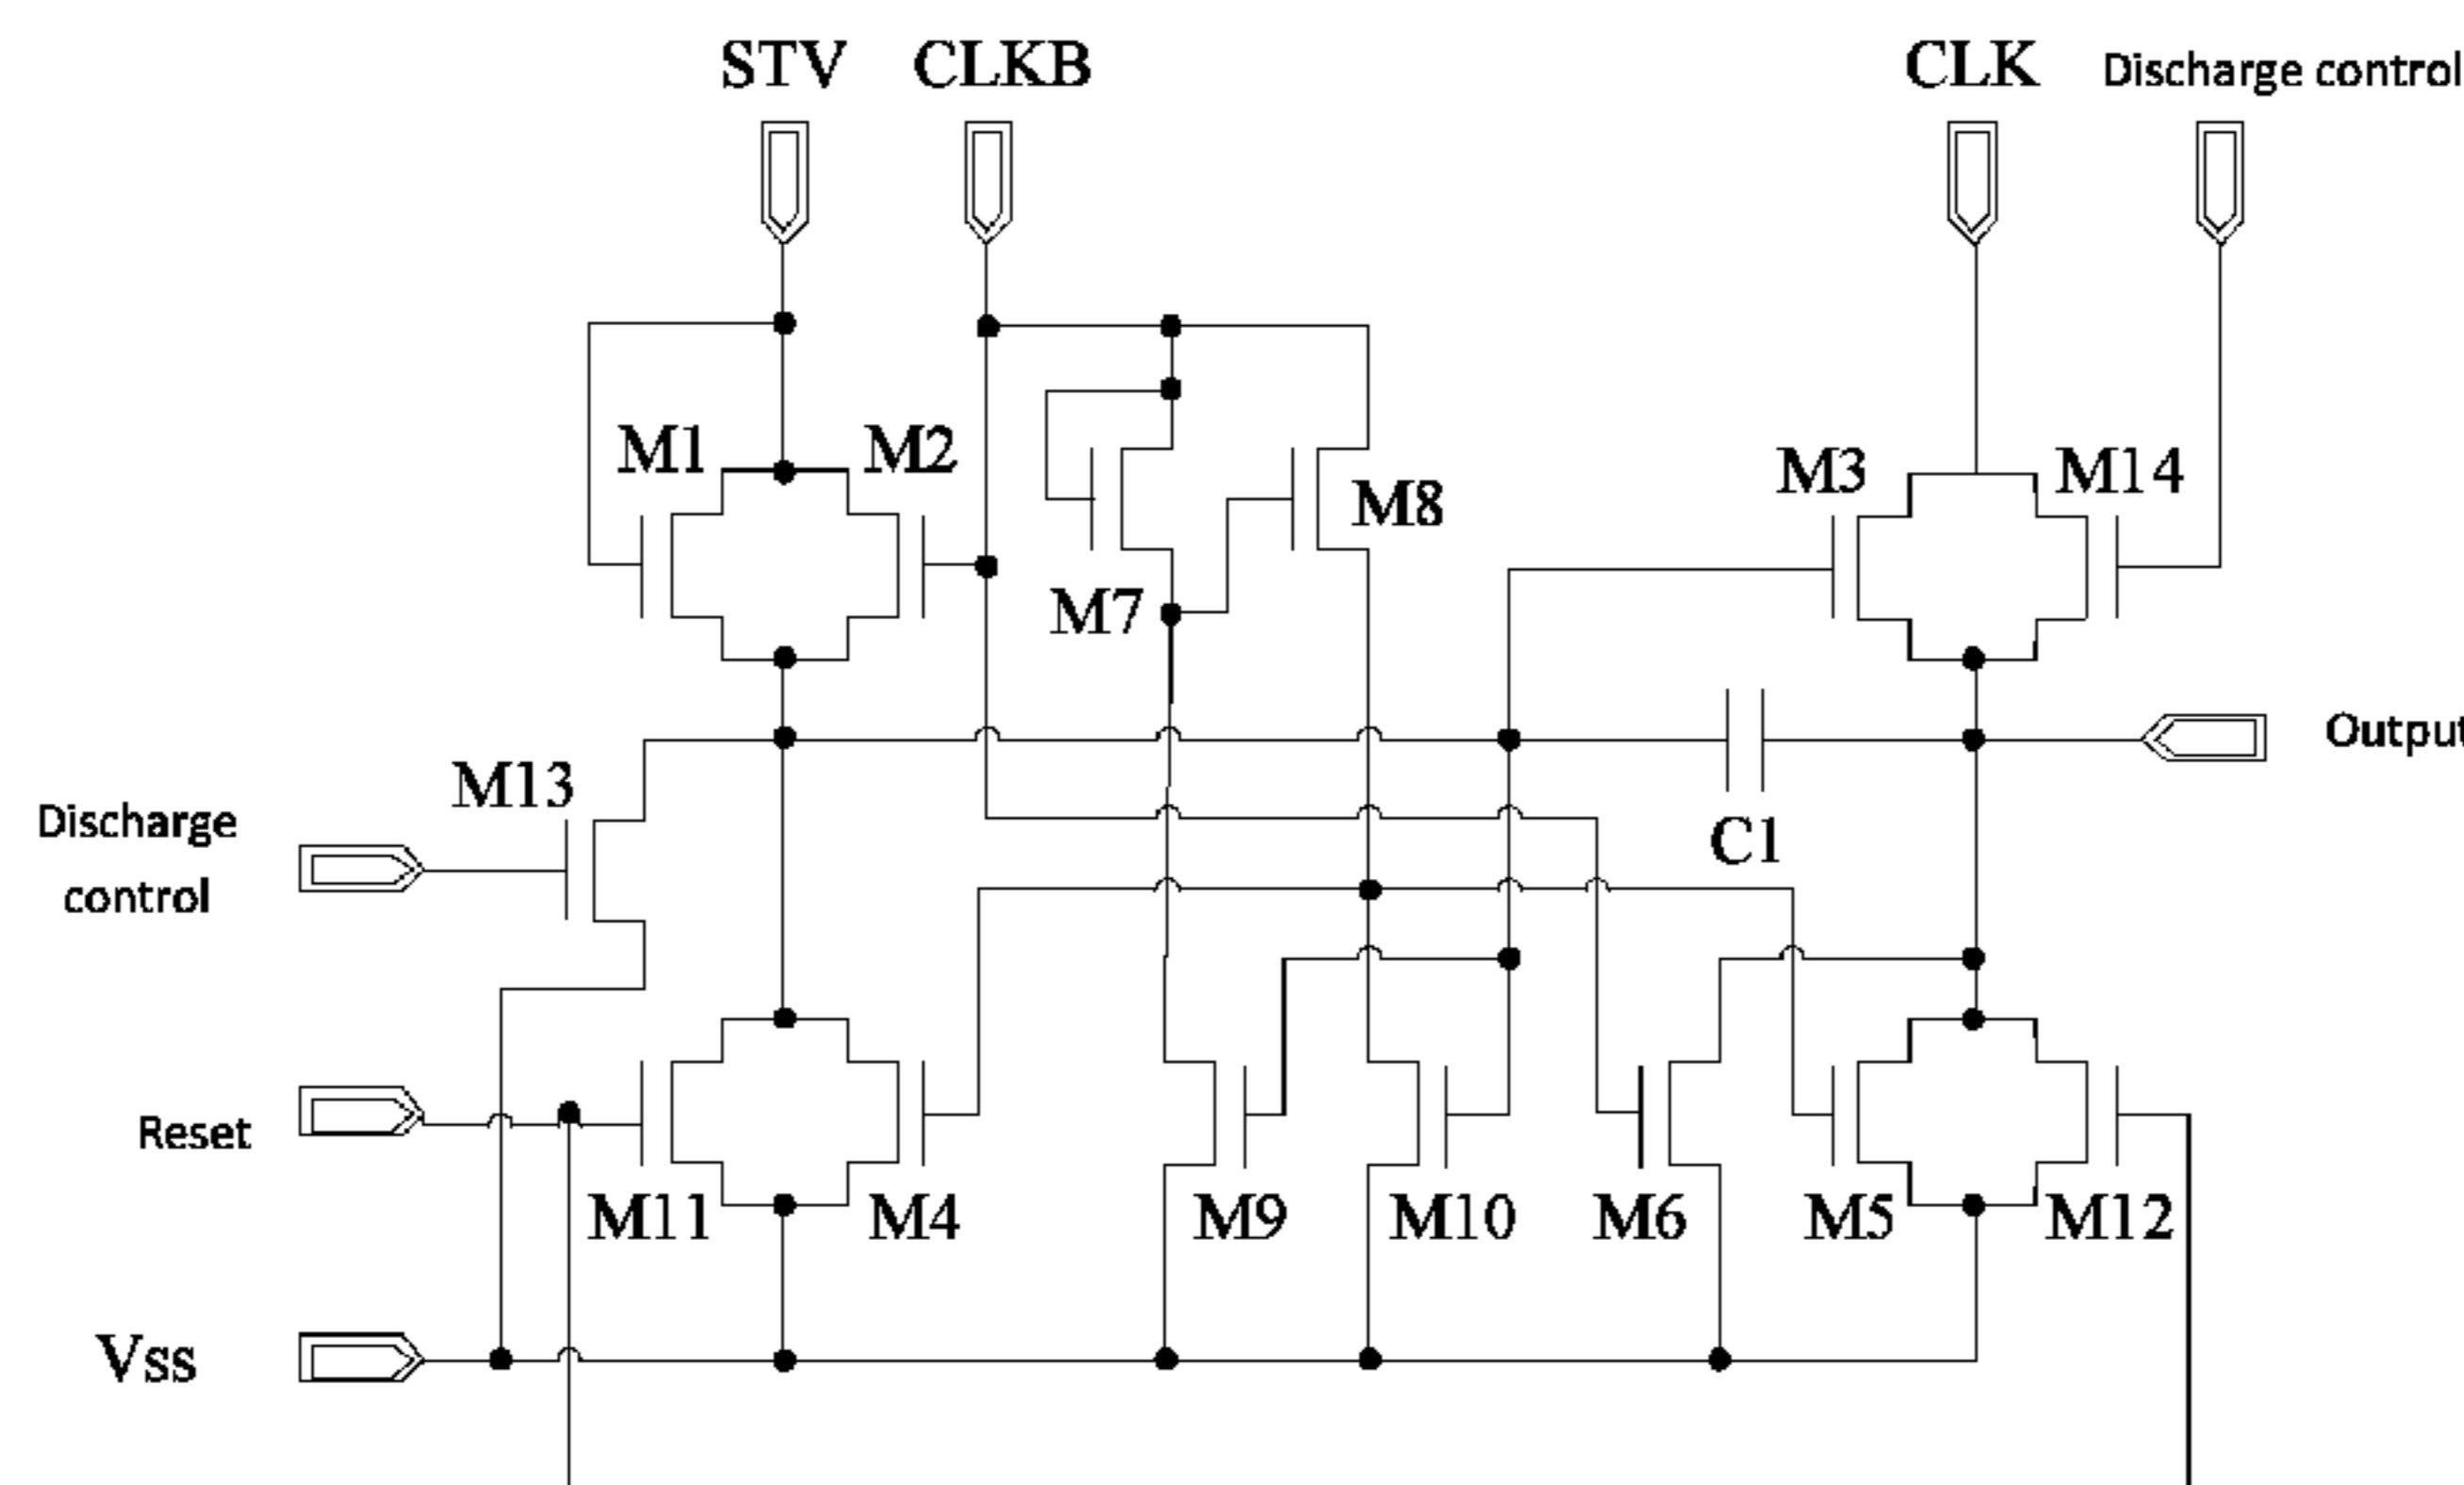 STV CLKB CLK Discharge control
M1 M2 M3 M14
M8
M7
Output
M13
Discharge
control
C1
Reset
M11 M4 M9 M10 M6 M5 M12
Vss